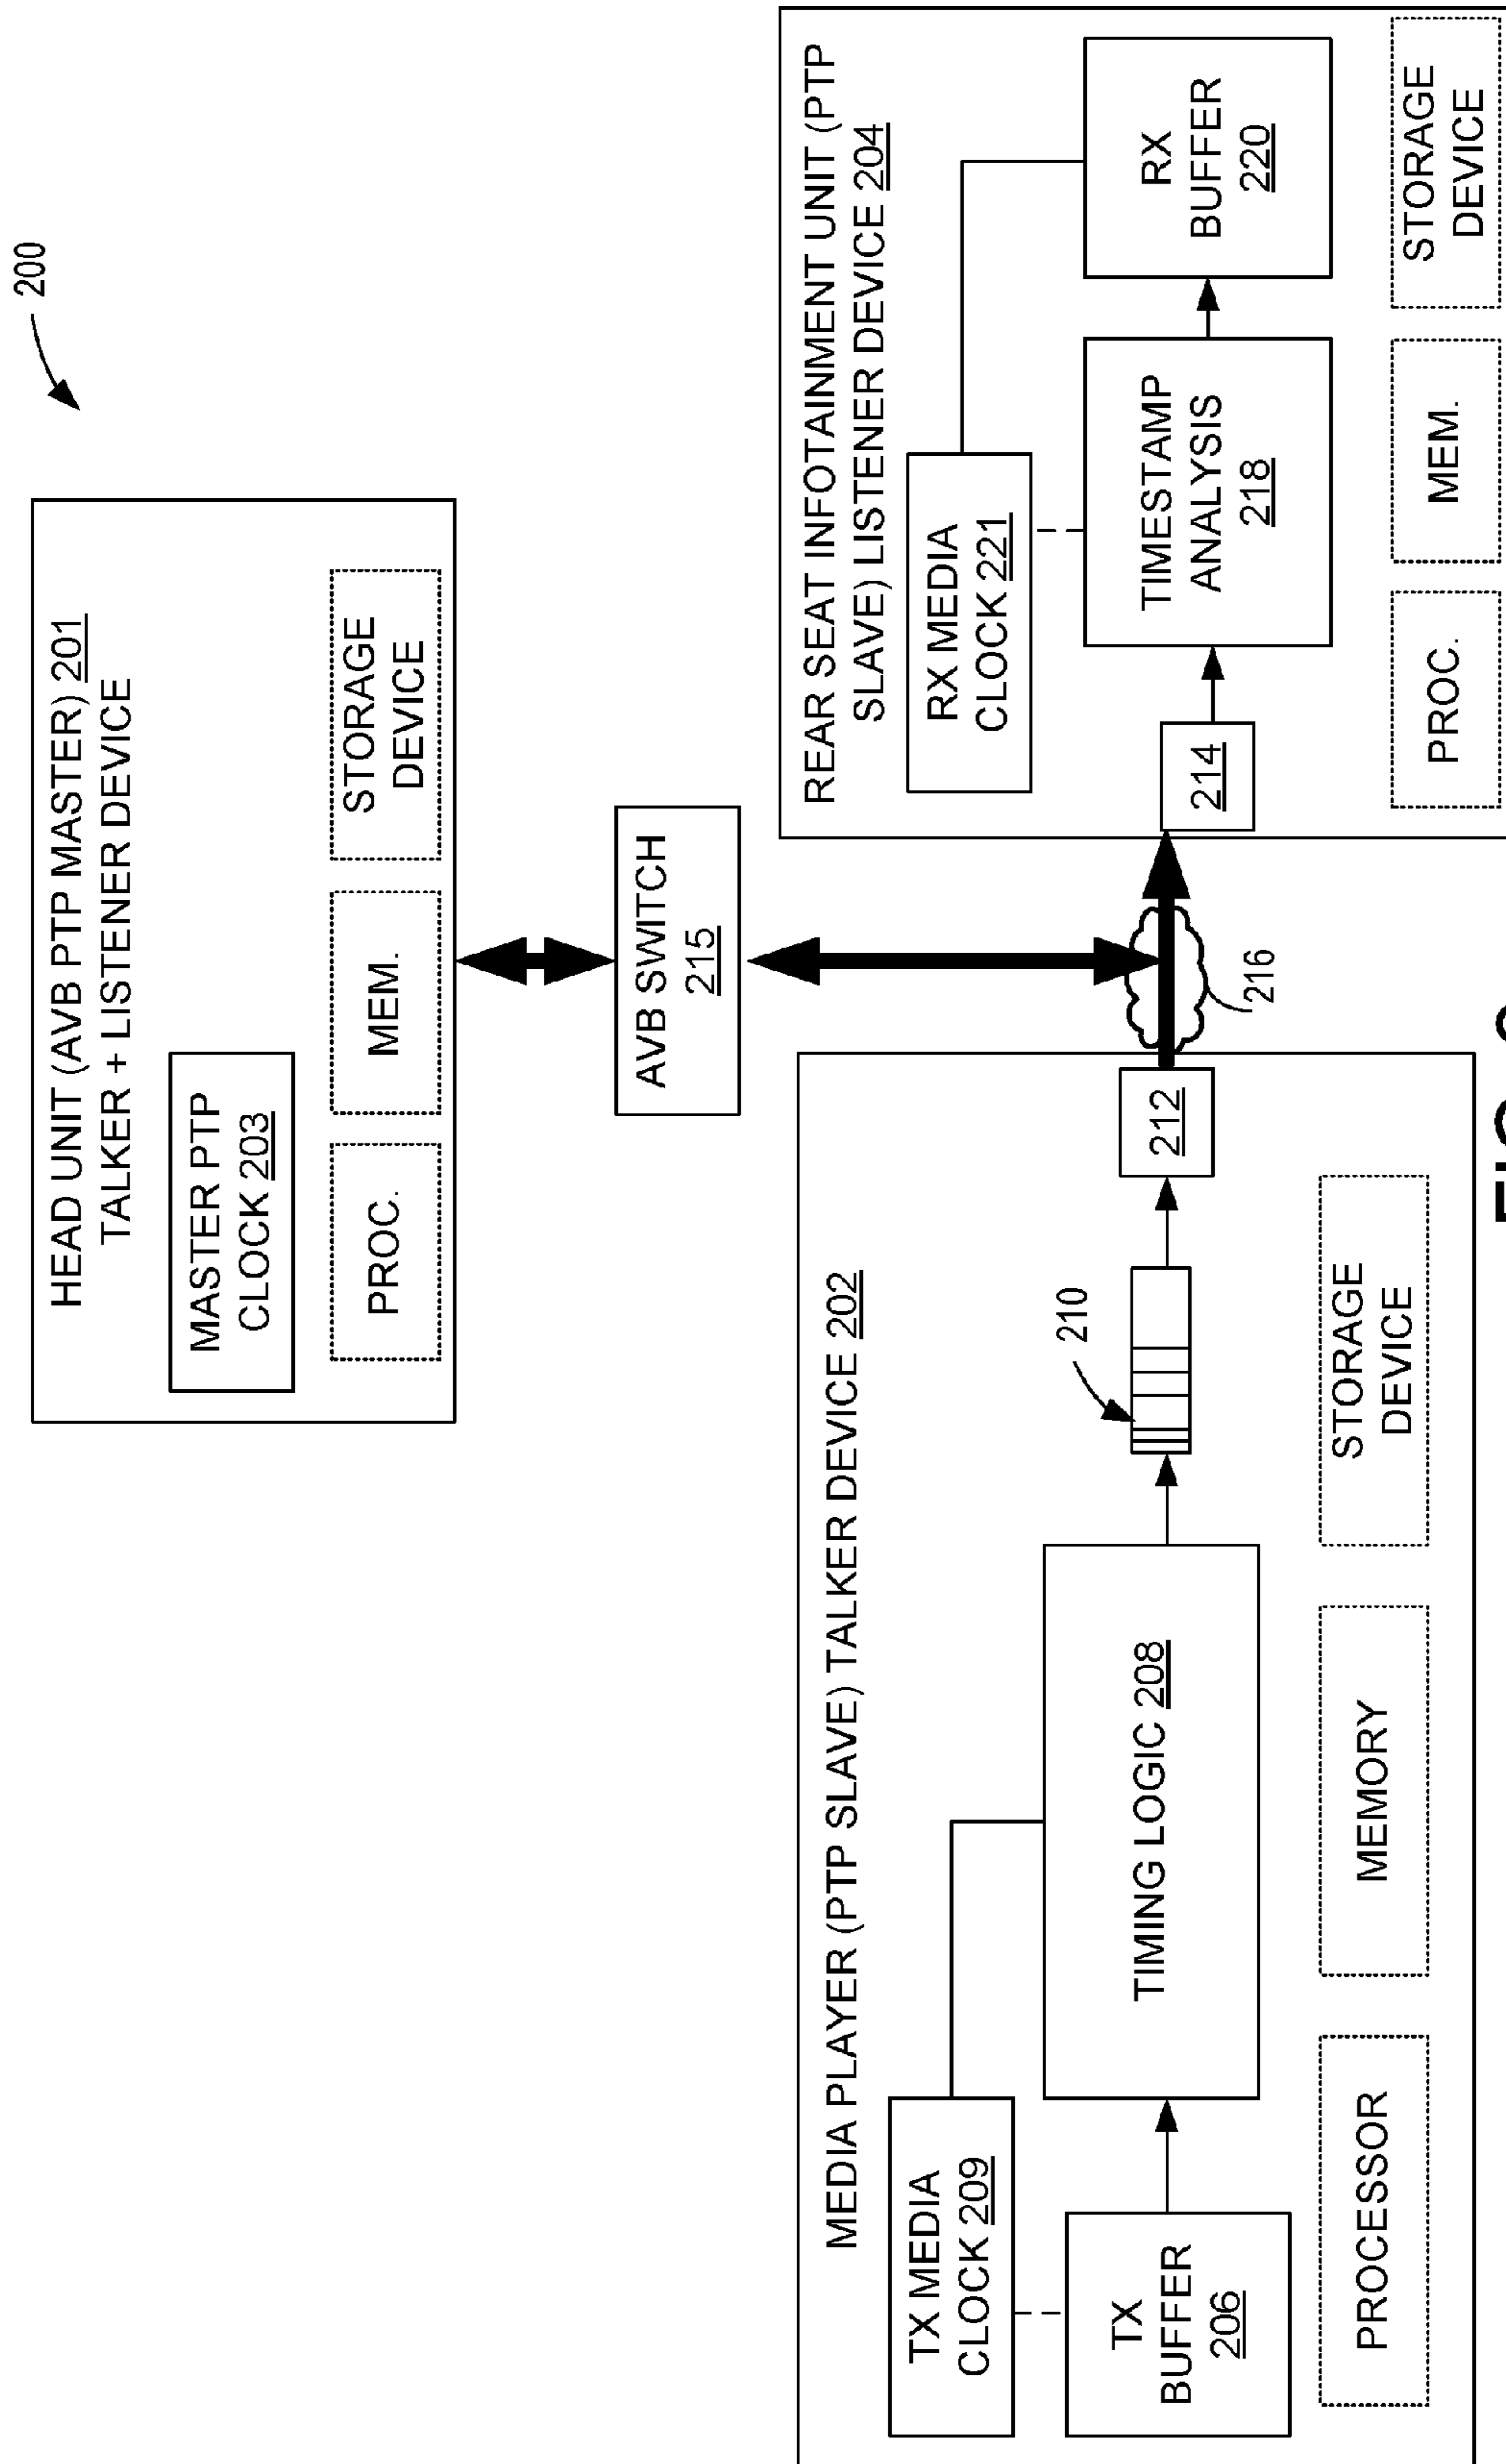 200
HEAD UNIT (AVB PTP MASTER) 201
TALKER + LISTENER DEVICE
MASTER PTP
CLOCK 203
PROC.
MEM.
STORAGE
DEVICE
AVB SWITCH
215
MEDIA PLAYER (PTP SLAVE) TALKER DEVICE 202
TX MEDIA
CLOCK 209
TX
BUFFER
206
TIMING LOGIC 208
210
212
PROCESSOR
MEMORY
STORAGE
DEVICE
216
REAR SEAT INFOTAINMENT UNIT (PTP
SLAVE) LISTENER DEVICE 204
RX MEDIA
CLOCK 221
214
TIMESTAMP
ANALYSIS
218
RX
BUFFER
220
PROC.
MEM.
STORAGE
DEVICE